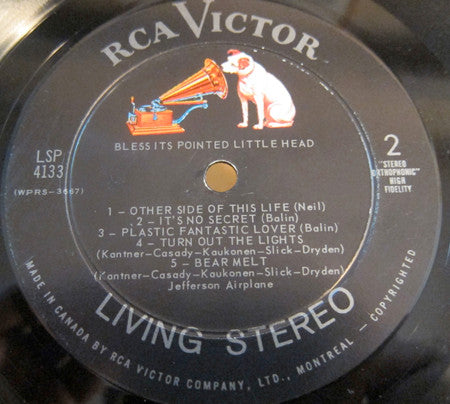 RCA VICTOR
BLESS ITS POINTED LITTLE HEAD
LSP
4133
(WPRS-3667)
2
"STEREO
ORTHOPHONIC"
HIGH
FIDELITY
1 – OTHER SIDE OF THIS LIFE (Neil)
2 – IT'S NO SECRET (Balin)
3 – PLASTIC FANTASTIC LOVER (Balin)
4 – TURN OUT THE LIGHTS
(Kantner-Casady-Kaukonen-Slick-Dryden)
5 – BEAR MELT
(Kantner-Casady-Kaukonen-Slick-Dryden)
Jefferson Airplane
LIVING STEREO
MADE IN CANADA BY RCA VICTOR COMPANY, LTD., MONTREAL – COPYRIGHTED